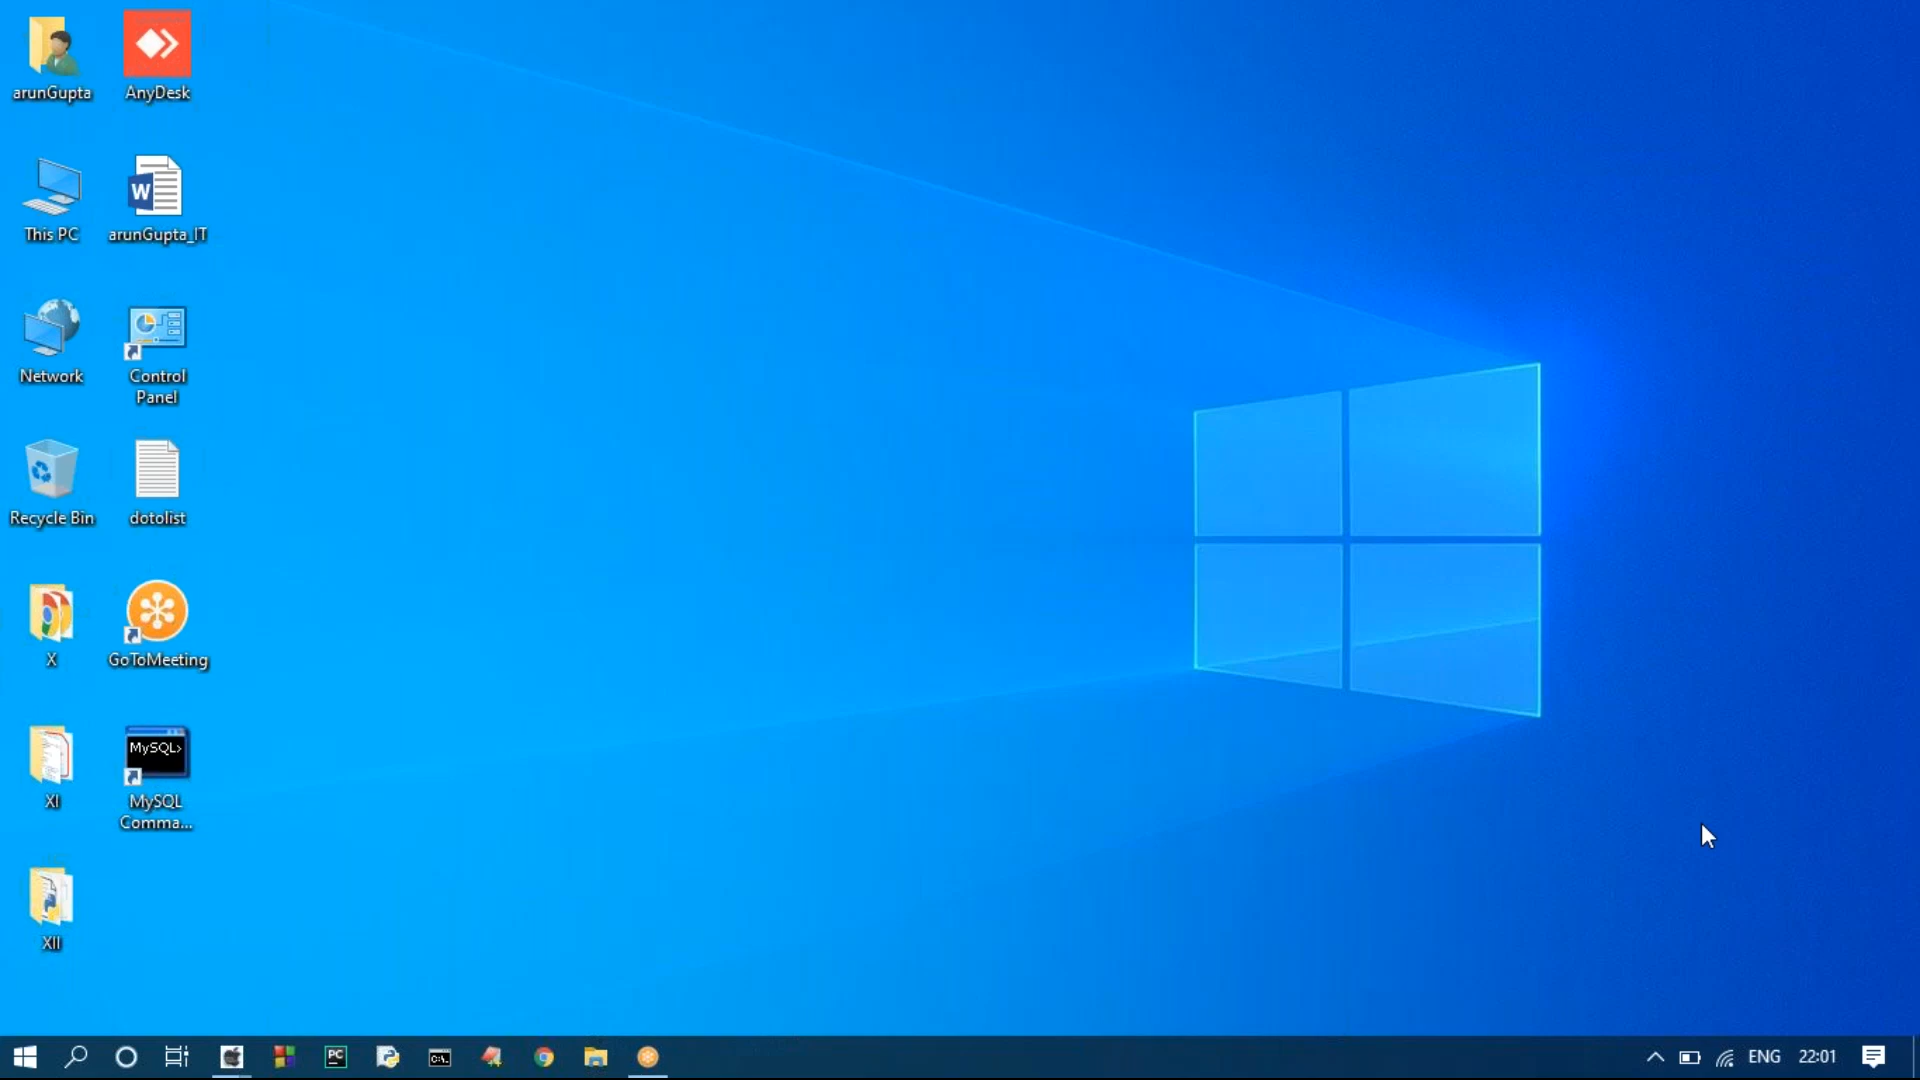 arunGupta
AnyDesk
This PC
W
arunGupta_IT
Network
Control
Panel
Recycle Bin
dotolist
X
GoToMeeting
XI
MySQL>
MySQL
Comma...
XII
PC
C:\.
ENG
22:01